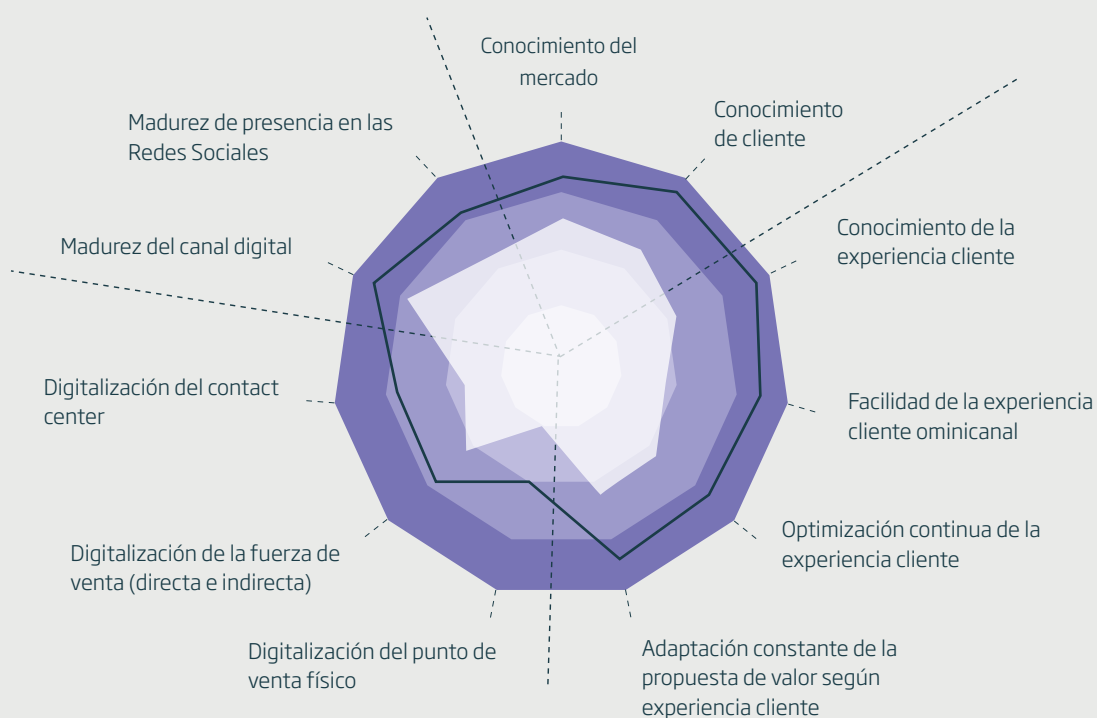 Conocimiento del
mercado
Conocimiento
de cliente
Conocimiento de la
experiencia cliente
Facilidad de la experiencia
cliente ominicanal
Optimización continua de la
experiencia cliente
Adaptación constante de la
propuesta de valor según
experiencia cliente
Digitalización del punto de
venta físico
Digitalización de la fuerza de
venta (directa e indirecta)
Digitalización del contact
center
Madurez del canal digital
Madurez de presencia en las
Redes Sociales